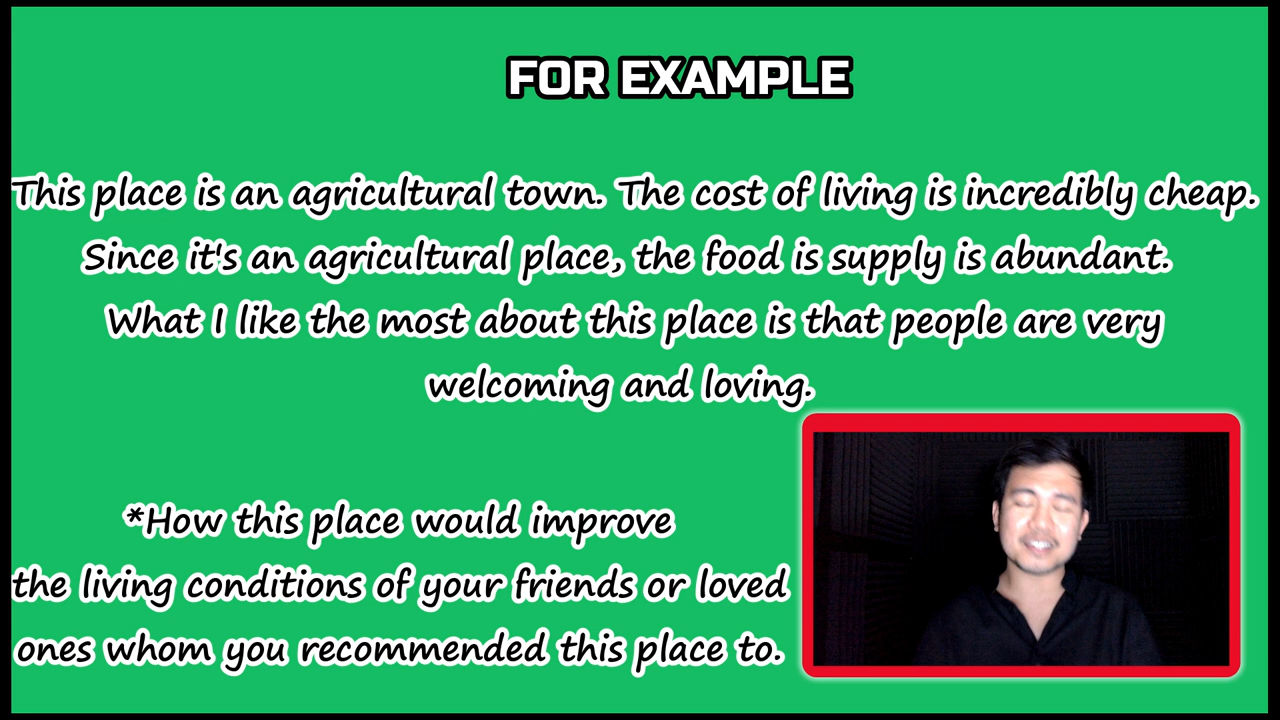 FOR EXAMPLE
This place is an agricultural town. The cost of living is incredibly cheap.
Since it's an agricultural place, the food is supply is abundant.
What I like the most about this place is that people are very
welcoming and loving.
*How this place would improve
the living conditions of your friends or loved
ones whom you recommended this place to.